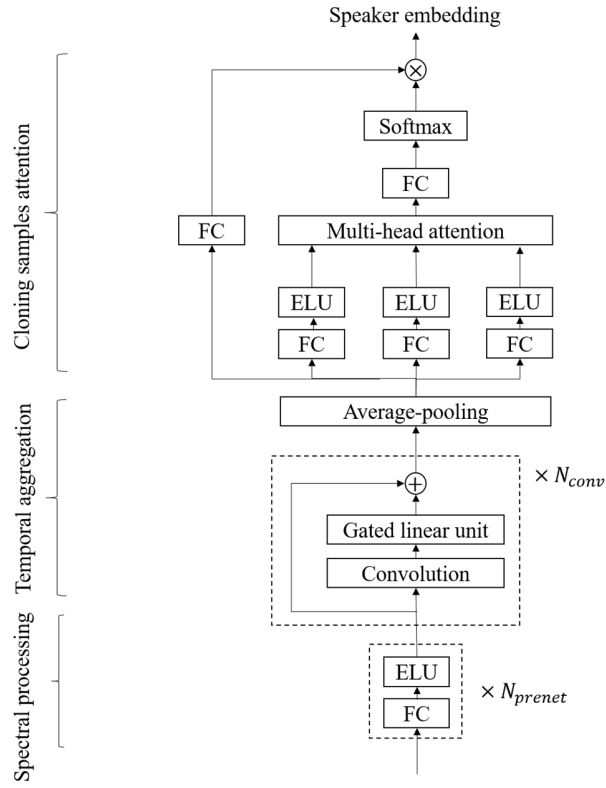 Speaker embedding
×
Softmax
FC
FC
Multi-head attention
ELU
ELU
ELU
FC
FC
FC
Cloning samples attention
Average-pooling
× N_conv
+
Gated linear unit
Convolution
Temporal aggregation
ELU
× N_prenet
FC
Spectral processing